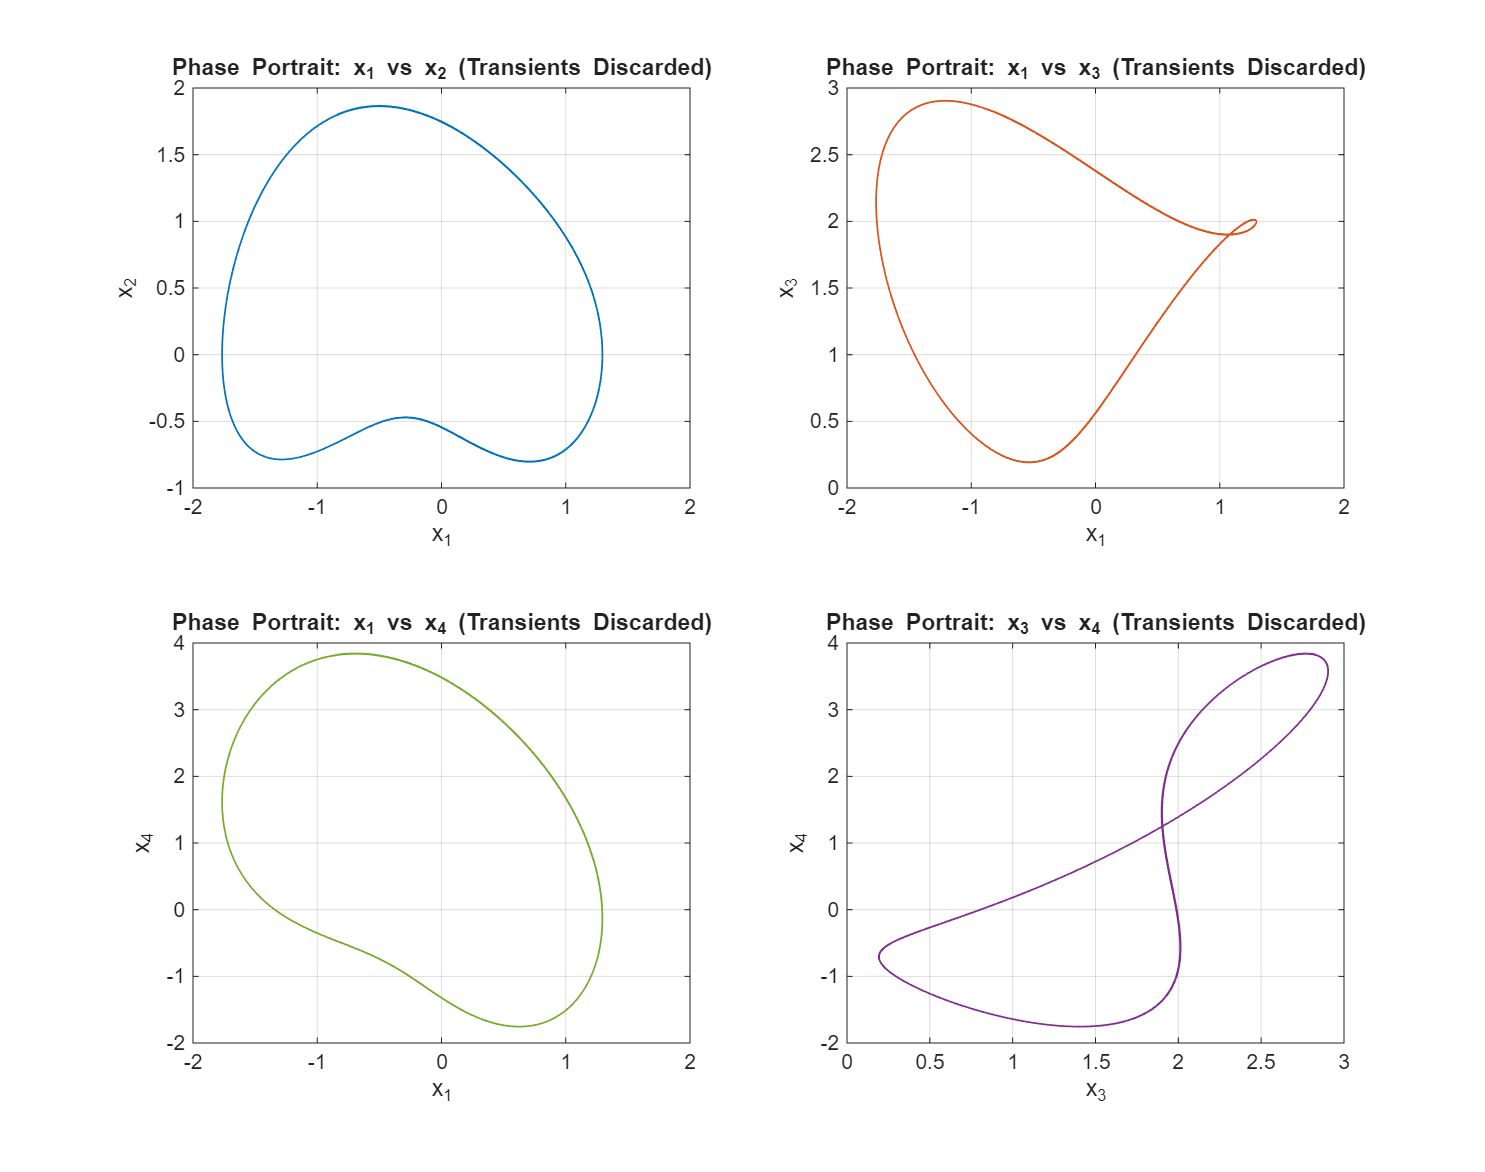 Phase Portrait: x₁ vs x₂ (Transients Discarded)
2
1.5
1
0.5
0
-0.5
-1
x₂
-2 -1 0 1 2
x₁
Phase Portrait: x₁ vs x₃ (Transients Discarded)
3
2.5
2
1.5
1
0.5
0
x₃
-2 -1 0 1 2
x₁
Phase Portrait: x₁ vs x₄ (Transients Discarded)
4
3
2
1
0
-1
-2
x₄
-2 -1 0 1 2
x₁
Phase Portrait: x₃ vs x₄ (Transients Discarded)
4
3
2
1
0
-1
-2
x₄
0 0.5 1 1.5 2 2.5 3
x₃